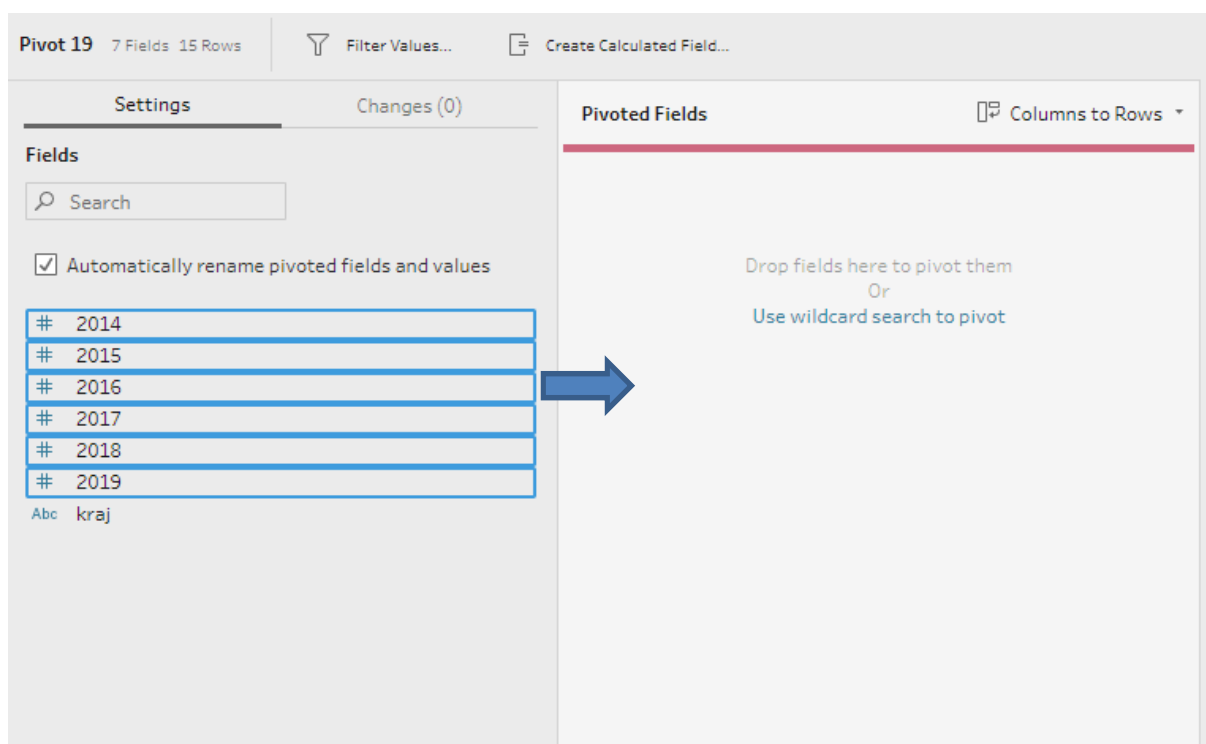 Pivot 19 7 Fields 15 Rows Filter Values... Create Calculated Field...
Settings Changes (0)
Fields
Search
Automatically rename pivoted fields and values
# 2014
# 2015
# 2016
# 2017
# 2018
# 2019
Abc kraj
Pivoted Fields Columns to Rows
Drop fields here to pivot them
Or
Use wildcard search to pivot